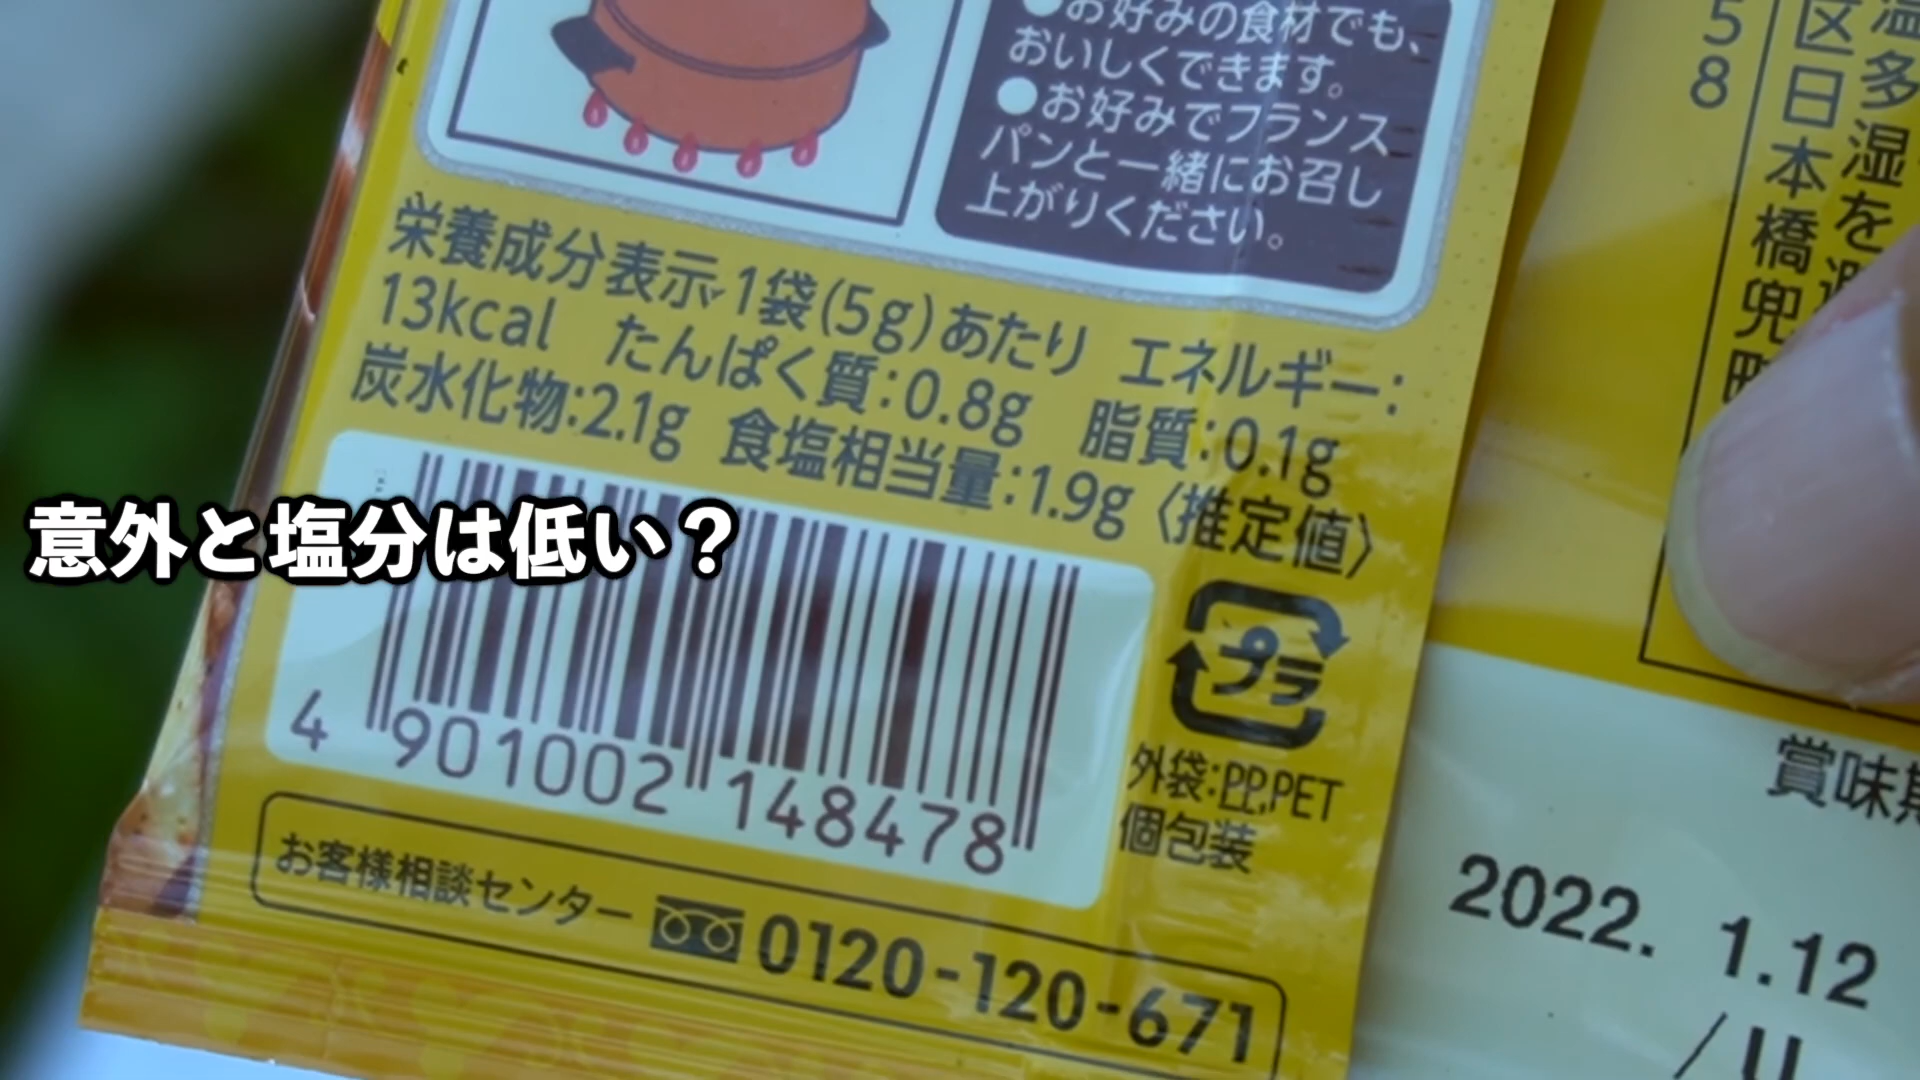 ●お好みの食材でも、
おいしくできます。
●お好みでフランス
パンと一緒にお召し
上がりください。
栄養成分表示 1袋(5g)あたり エネルギー:
13kcal たんぱく質:0.8g 脂質:0.1g
炭水化物:2.1g 食塩相当量:1.9g〈推定値〉
意外と塩分は低い？
プラ
外袋:PP,PET
個包装
4 901002 148478
お客様相談センター 0120-120-671
多湿を
区日本橋兜町
58
賞味期
2022. 1.12